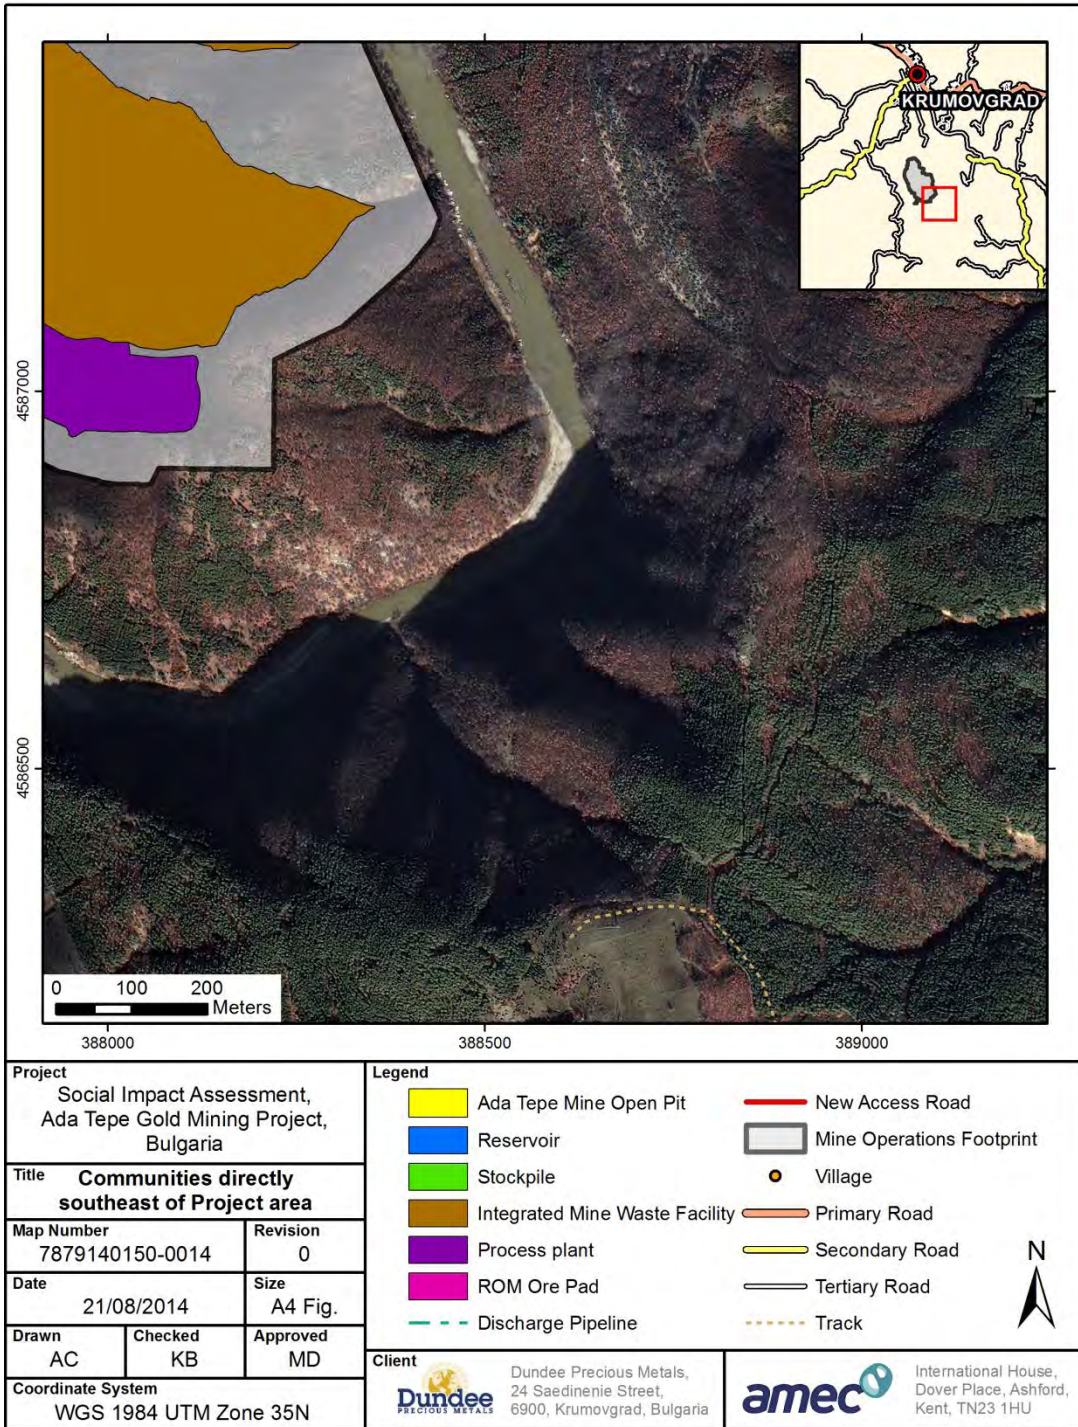 KRUMOVGRAD
4587000
4586500
0 100 200
Meters
388000 388500 389000
Project
Social Impact Assessment,
Ada Tepe Gold Mining Project,
Bulgaria
Title Communities directly
southeast of Project area
Map Number Revision
7879140150-0014 0
Date Size
21/08/2014 A4 Fig.
Drawn Checked Approved
AC KB MD
Coordinate System
WGS 1984 UTM Zone 35N
Legend
Ada Tepe Mine Open Pit
Reservoir
Stockpile
Integrated Mine Waste Facility
Process plant
ROM Ore Pad
Discharge Pipeline
New Access Road
Mine Operations Footprint
Village
Primary Road
Secondary Road
Tertiary Road
Track
N
Client
Dundee
PRECIOUS METALS
Dundee Precious Metals,
24 Saedinenie Street,
6900, Krumovgrad, Bulgaria
amec
International House,
Dover Place, Ashford,
Kent, TN23 1HU